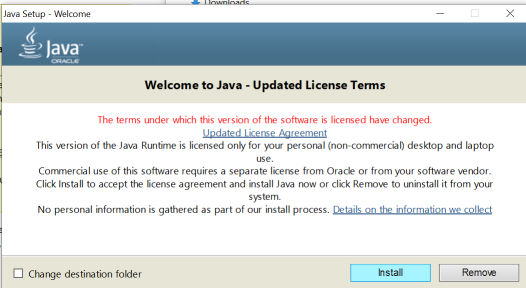 Downloads
Java Setup - Welcome
Java
ORACLE
Welcome to Java - Updated License Terms
The terms under which this version of the software is licensed have changed.
Updated License Agreement
This version of the Java Runtime is licensed only for your personal (non-commercial) desktop and laptop
use.
Commercial use of this software requires a separate license from Oracle or from your software vendor.
Click Install to accept the license agreement and install Java now or click Remove to uninstall it from your
system.
No personal information is gathered as part of our install process. Details on the information we collect
Change destination folder
Install
Remove